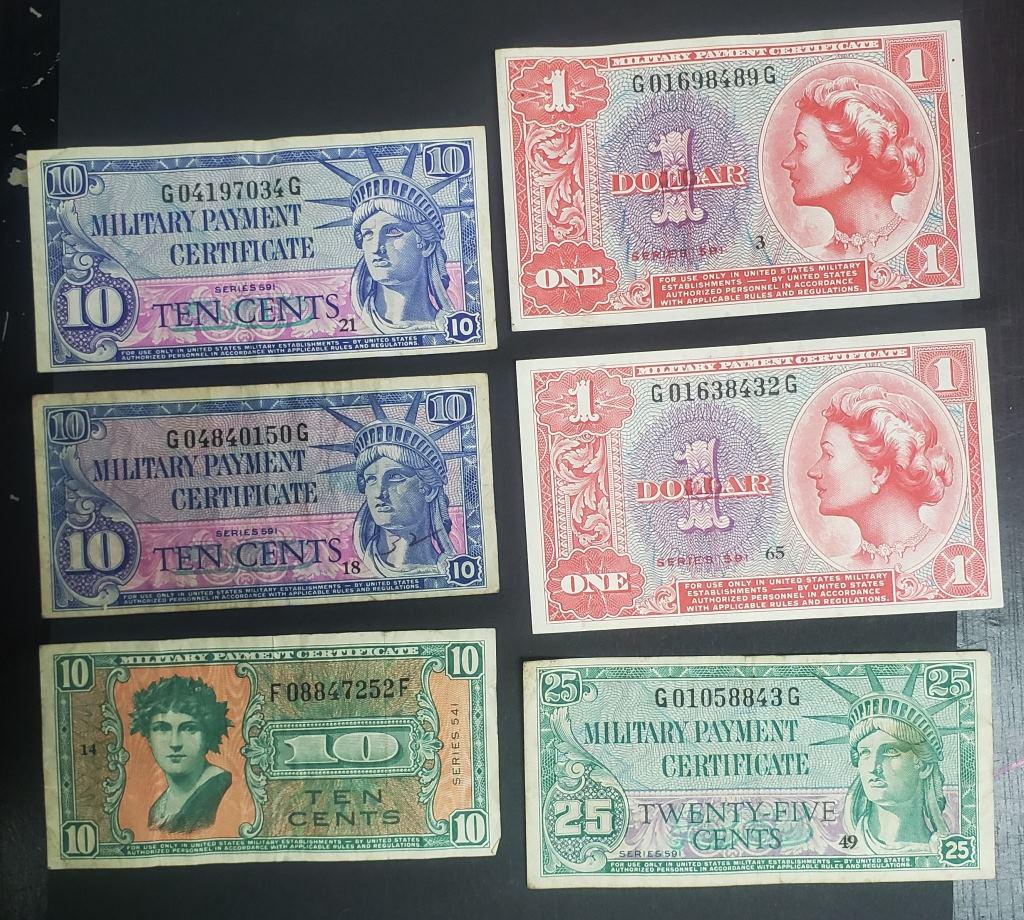 10 10
G04197034G
MILITARY PAYMENT
CERTIFICATE
SERIES 591
10 TEN CENTS 21 10
FOR USE ONLY IN UNITED STATES MILITARY ESTABLISHMENTS — BY UNITED STATES
AUTHORIZED PERSONNEL IN ACCORDANCE WITH APPLICABLE RULES AND REGULATIONS.
10 10
G04840150G
MILITARY PAYMENT
CERTIFICATE
SERIES 591
10 TEN CENTS 18 10
FOR USE ONLY IN UNITED STATES MILITARY ESTABLISHMENTS — BY UNITED STATES
AUTHORIZED PERSONNEL IN ACCORDANCE WITH APPLICABLE RULES AND REGULATIONS.
10 MILITARY PAYMENT CERTIFICATE 10
F08847252F
14 10 SERIES 541
TEN
CENTS
10 10
FOR USE ONLY IN UNITED STATES MILITARY ESTABLISHMENTS — BY UNITED STATES
AUTHORIZED PERSONNEL IN ACCORDANCE WITH APPLICABLE RULES AND REGULATIONS.
MILITARY PAYMENT CERTIFICATE
1 G01698489G 1
1
DOLLAR
SERIES 591 3
ONE 1
FOR USE ONLY IN UNITED STATES MILITARY
ESTABLISHMENTS — BY UNITED STATES
AUTHORIZED PERSONNEL IN ACCORDANCE
WITH APPLICABLE RULES AND REGULATIONS.
MILITARY PAYMENT CERTIFICATE
1 G01638432G 1
1
DOLLAR
SERIES 591 65
ONE 1
FOR USE ONLY IN UNITED STATES MILITARY
ESTABLISHMENTS — BY UNITED STATES
AUTHORIZED PERSONNEL IN ACCORDANCE
WITH APPLICABLE RULES AND REGULATIONS.
25 25
G01058843G
MILITARY PAYMENT
CERTIFICATE
25 TWENTY-FIVE
CENTS 49 25
SERIES 591
FOR USE ONLY IN UNITED STATES MILITARY ESTABLISHMENTS — BY UNITED STATES
AUTHORIZED PERSONNEL IN ACCORDANCE WITH APPLICABLE RULES AND REGULATIONS.